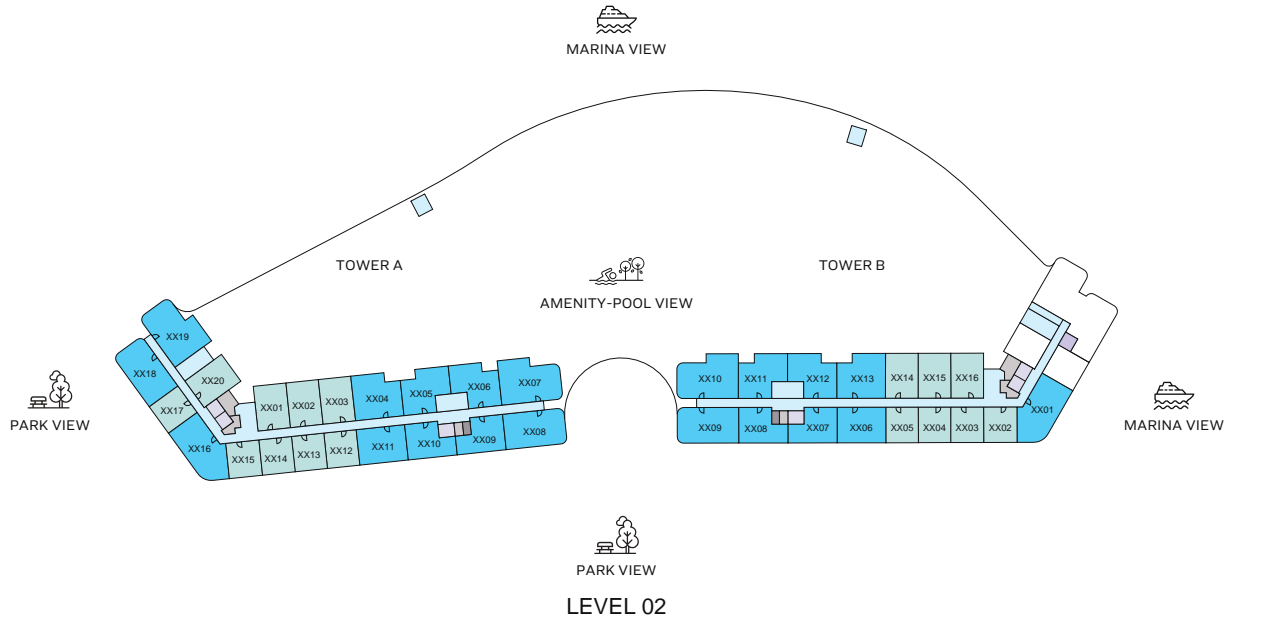 MARINA VIEW
TOWER A
TOWER B
AMENITY-POOL VIEW
XX19
XX18
XX20
XX17
XX16
XX01
XX02
XX03
XX04
XX05
XX06
XX07
XX15
XX14
XX13
XX12
XX11
XX10
XX09
XX08
XX10
XX11
XX12
XX13
XX14
XX15
XX16
XX09
XX08
XX07
XX06
XX05
XX04
XX03
XX02
XX01
PARK VIEW
MARINA VIEW
PARK VIEW
LEVEL 02